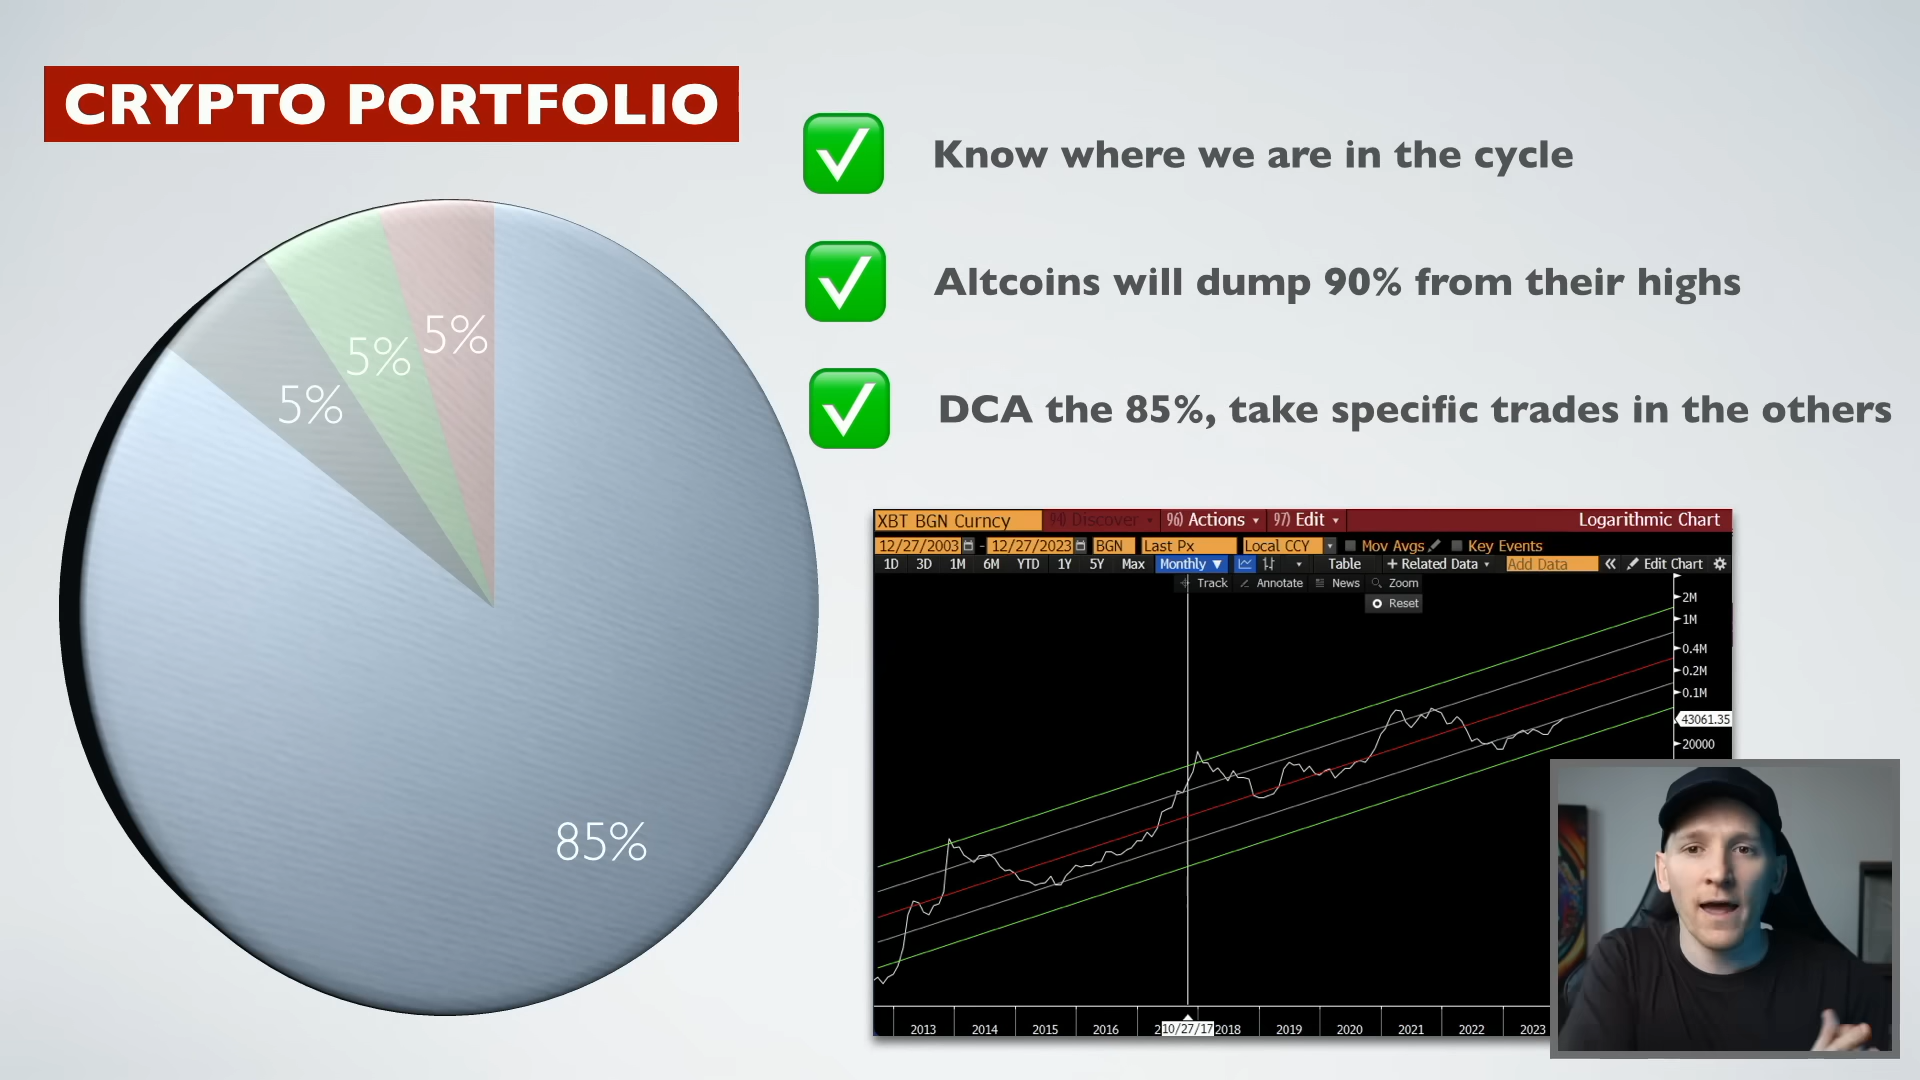 CRYPTO PORTFOLIO
Know where we are in the cycle
Altcoins will dump 90% from their highs
DCA the 85%, take specific trades in the others
5%
5%
5%
85%
XBT BGN Curncy 94) Discover 96) Actions 97) Edit Logarithmic Chart
12/27/2003 - 12/27/2023 BGN Last Px Local CCY Mov Avgs Key Events
1D 3D 1M 6M YTD 1Y 5Y Max Monthly Table + Related Data Add Data « Edit Chart
Track Annotate News Zoom
Reset
2M
1M
0.4M
0.2M
0.1M
43061.35
20000
2013 2014 2015 2016 2 10/27/17 2018 2019 2020 2021 2022 2023